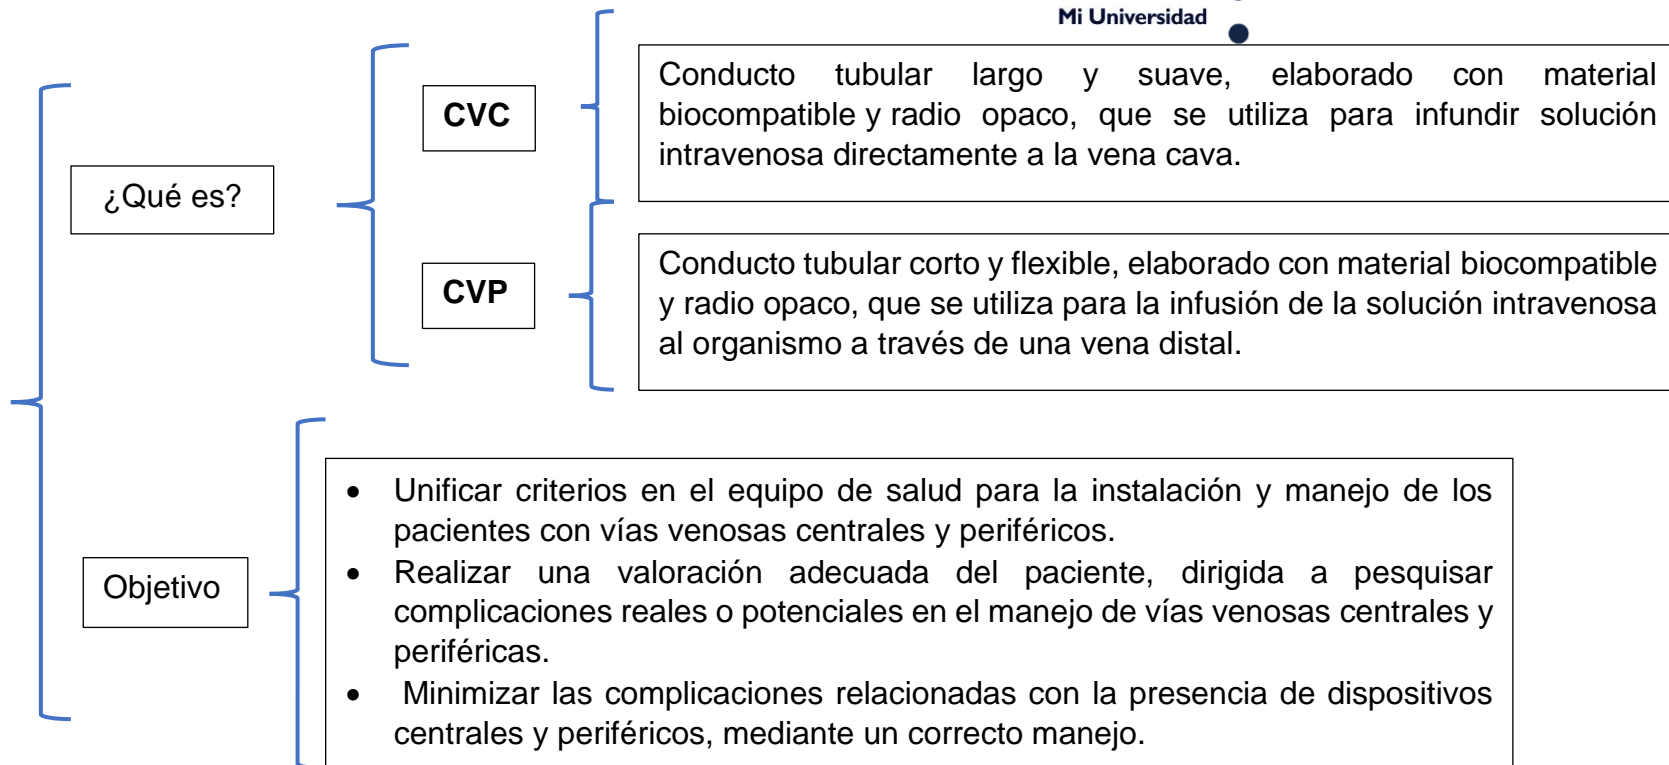 Mi Universidad
¿Qué es?
CVC
Conducto tubular largo y suave, elaborado con material
biocompatible y radio opaco, que se utiliza para infundir solución
intravenosa directamente a la vena cava.
CVP
Conducto tubular corto y flexible, elaborado con material biocompatible
y radio opaco, que se utiliza para la infusión de la solución intravenosa
al organismo a través de una vena distal.
Objetivo
• Unificar criterios en el equipo de salud para la instalación y manejo de los
pacientes con vías venosas centrales y periféricos.
• Realizar una valoración adecuada del paciente, dirigida a pesquisar
complicaciones reales o potenciales en el manejo de vías venosas centrales y
periféricas.
• Minimizar las complicaciones relacionadas con la presencia de dispositivos
centrales y periféricos, mediante un correcto manejo.